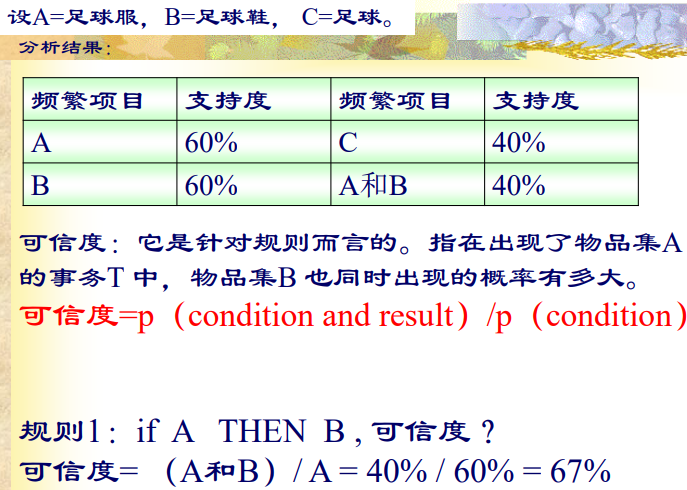 设A=足球服，B=足球鞋， C=足球。
分析结果：
频繁项目 支持度 频繁项目 支持度
A 60% C 40%
B 60% A和B 40%
可信度：它是针对规则而言的。指在出现了物品集A
的事务T 中，物品集B 也同时出现的概率有多大。
可信度=p（condition and result）/p（condition）
规则1：if A THEN B , 可信度 ？
可信度= （A和B）/ A = 40% / 60% = 67%